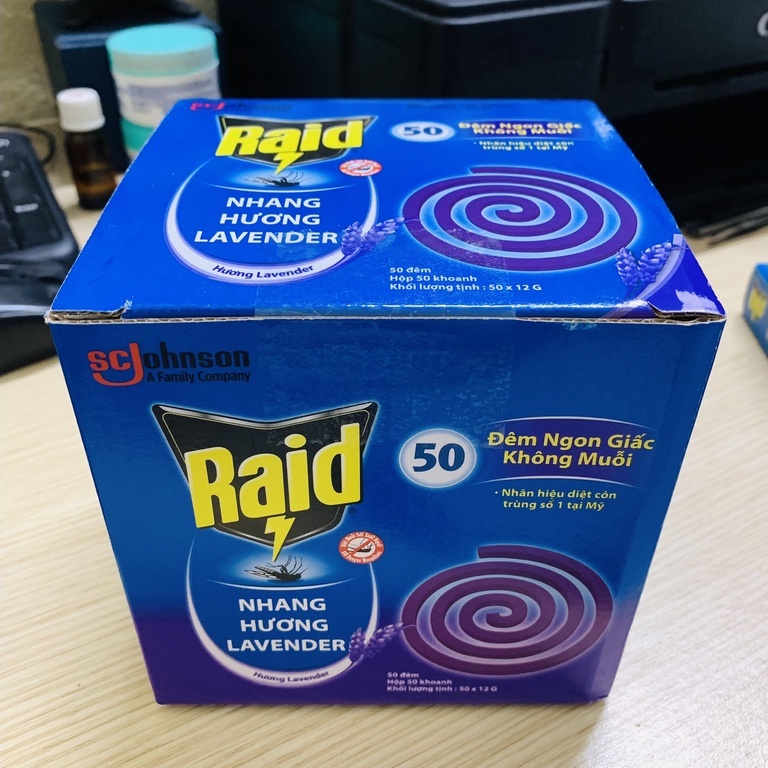 SCJohnson
Raid
50
Đêm Ngon Giấc
Không Muỗi
• Nhãn hiệu diệt côn
trùng số 1 tại Mỹ
NHANG
HƯƠNG
LAVENDER
Hương Lavender
50 đêm
Hộp 50 khoanh
Khối lượng tịnh : 50 x 12 G
SCJohnson
A Family Company
Raid
50
Đêm Ngon Giấc
Không Muỗi
• Nhãn hiệu diệt côn
trùng số 1 tại Mỹ
NHANG
HƯƠNG
LAVENDER
Hương Lavender
50 đêm
Hộp 50 khoanh
Khối lượng tịnh : 50 x 12 G